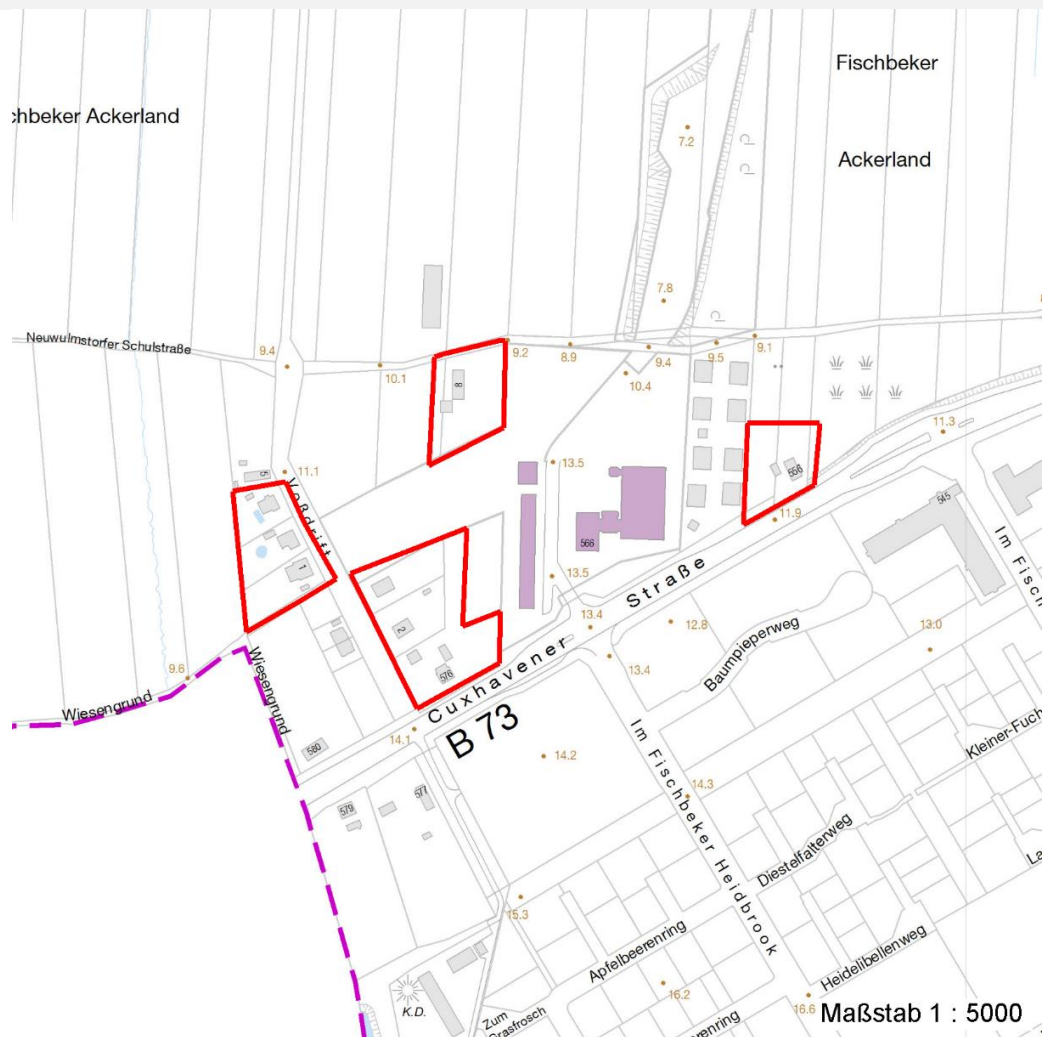 Fischbeker
chbeker Ackerland
Ackerland
7.2
7.8
Neuwulmstorfer Schulstraße
9.4
10.1
9.2
8.9
9.4
9.5
9.1
10.4
8
11.3
5
11.1
13.5
556
11.9
545
Voßdrift
566
1
13.5
Im Fisch
Straße
13.4
12.8
13.0
2
Baumpieperweg
13.4
9.6
576
Wiesengrund
Wiesengrund
Cuxhavener
14.1
B 73
580
14.2
Kleiner-Fuch
14.3
577
579
Im Fischbeker Heidbrook
Diestelfalterweg
La
15.3
Apfelbeerenring
Heidelibellenweg
16.2
16.6
K.D.
Zum
Grasfrosch
erenring
Maßstab 1 : 5000